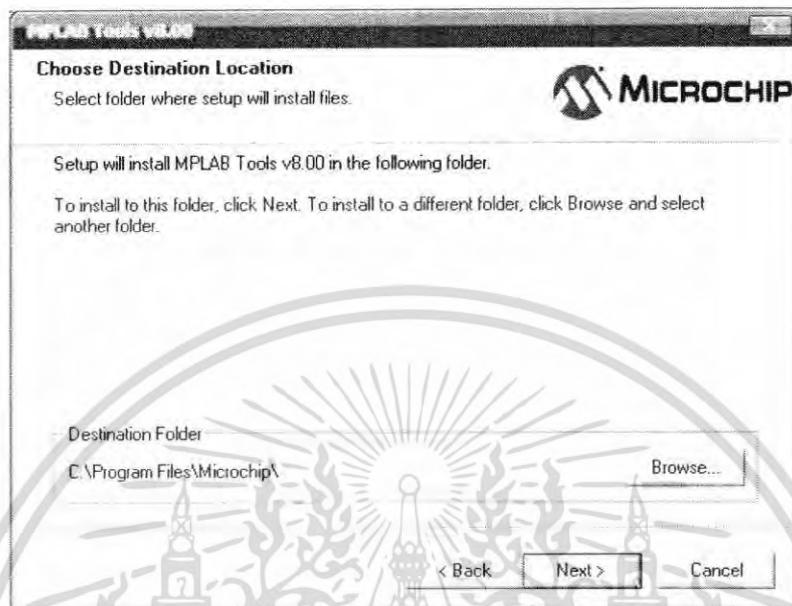 MPLAB Tools v8.00
Choose Destination Location
Select folder where setup will install files.
MICROCHIP
Setup will install MPLAB Tools v8.00 in the following folder.
To install to this folder, click Next. To install to a different folder, click Browse and select
another folder.
Destination Folder
C:\Program Files\Microchip\
Browse...
< Back
Next >
Cancel